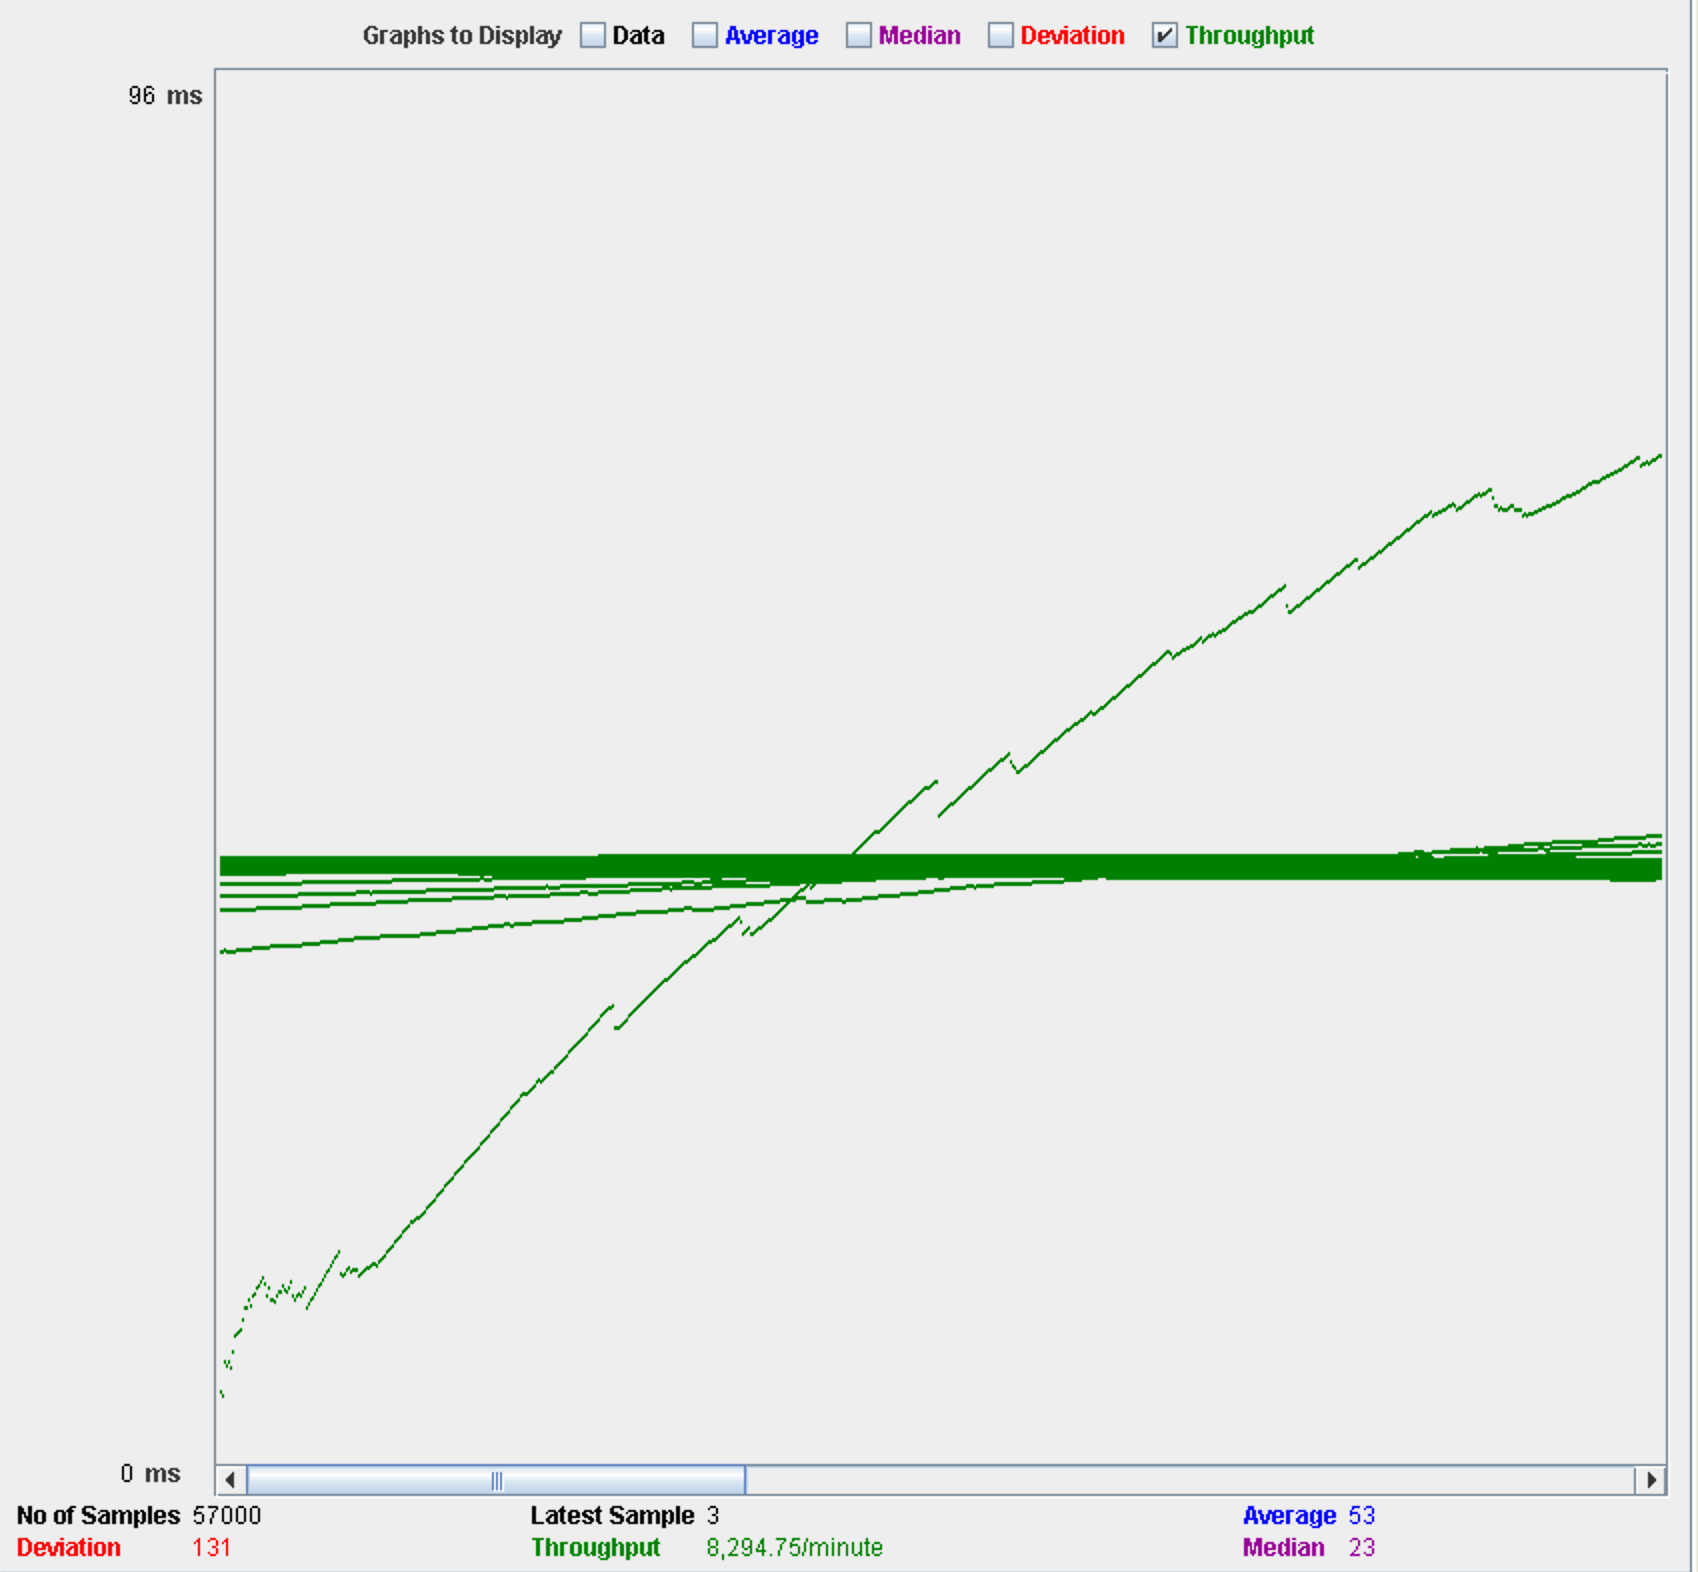 Graphs to Display Data Average Median Deviation Throughput
96 ms
0 ms
No of Samples 57000 Latest Sample 3 Average 53
Deviation 131 Throughput 8,294.75/minute Median 23